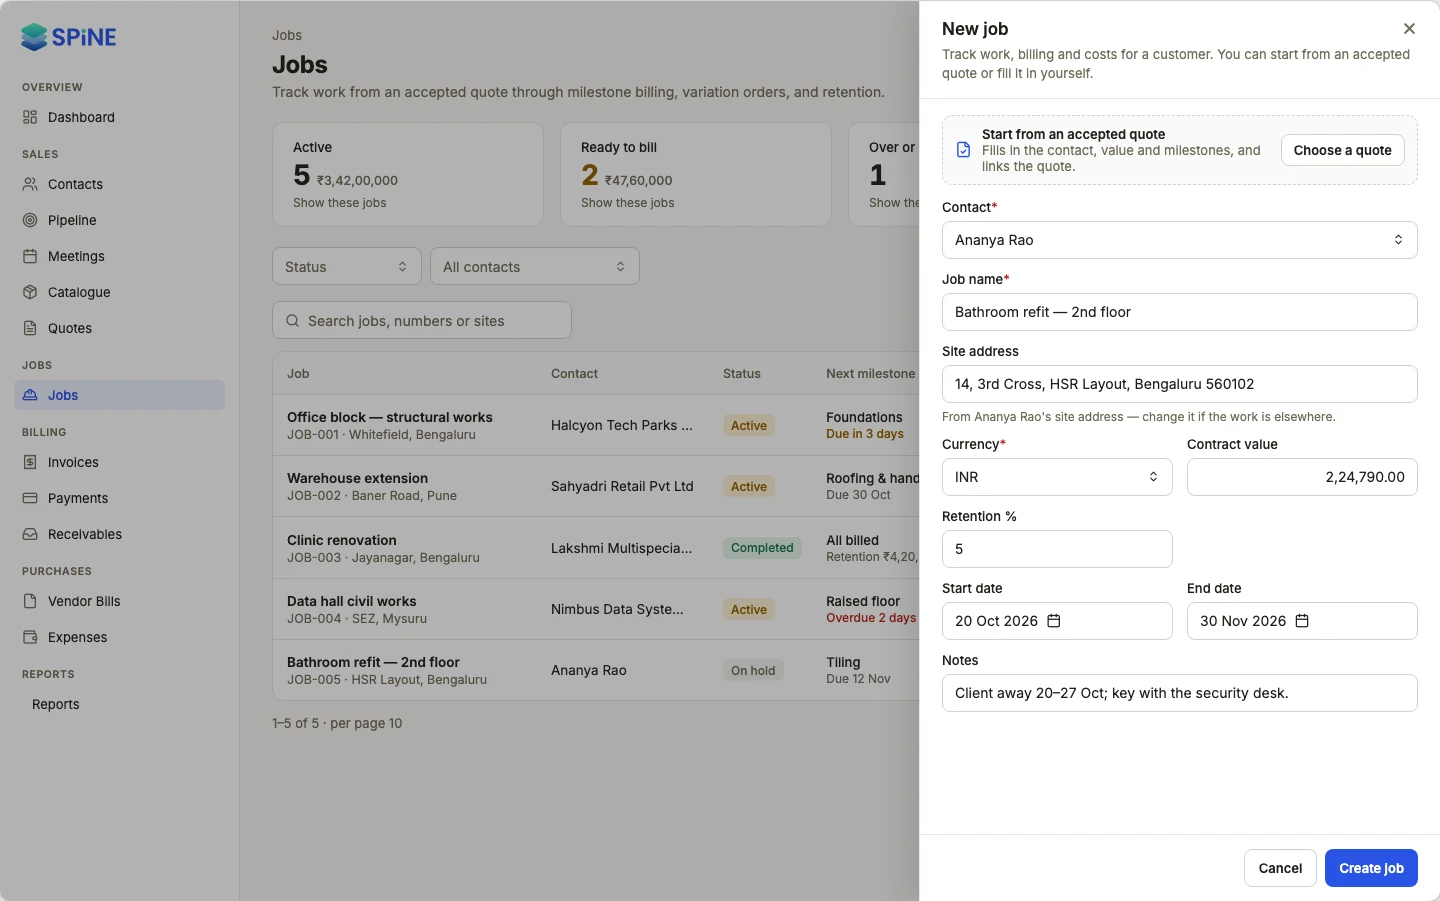 SPiNE
OVERVIEW
Dashboard
SALES
Contacts
Pipeline
Meetings
Catalogue
Quotes
JOBS
Jobs
BILLING
Invoices
Payments
Receivables
PURCHASES
Vendor Bills
Expenses
REPORTS
Reports
Jobs
Jobs
Track work from an accepted quote through milestone billing, variation orders, and retention.
Active
5 ₹3,42,00,000
Show these jobs
Ready to bill
2 ₹47,60,000
Show these jobs
Over or
1
Show the
Status
All contacts
Search jobs, numbers or sites
Job Contact Status Next milestone
Office block — structural works
JOB-001 · Whitefield, Bengaluru
Halcyon Tech Parks ...
Active
Foundations
Due in 3 days
Warehouse extension
JOB-002 · Baner Road, Pune
Sahyadri Retail Pvt Ltd
Active
Roofing & hand
Due 30 Oct
Clinic renovation
JOB-003 · Jayanagar, Bengaluru
Lakshmi Multispecia...
Completed
All billed
Retention ₹4,20,
Data hall civil works
JOB-004 · SEZ, Mysuru
Nimbus Data Syste...
Active
Raised floor
Overdue 2 days
Bathroom refit — 2nd floor
JOB-005 · HSR Layout, Bengaluru
Ananya Rao
On hold
Tiling
Due 12 Nov
1–5 of 5 · per page 10
New job
Track work, billing and costs for a customer. You can start from an accepted
quote or fill it in yourself.
Start from an accepted quote
Fills in the contact, value and milestones, and
links the quote.
Choose a quote
Contact*
Ananya Rao
Job name*
Bathroom refit — 2nd floor
Site address
14, 3rd Cross, HSR Layout, Bengaluru 560102
From Ananya Rao's site address — change it if the work is elsewhere.
Currency*
INR
Contract value
2,24,790.00
Retention %
5
Start date
20 Oct 2026
End date
30 Nov 2026
Notes
Client away 20–27 Oct; key with the security desk.
Cancel
Create job